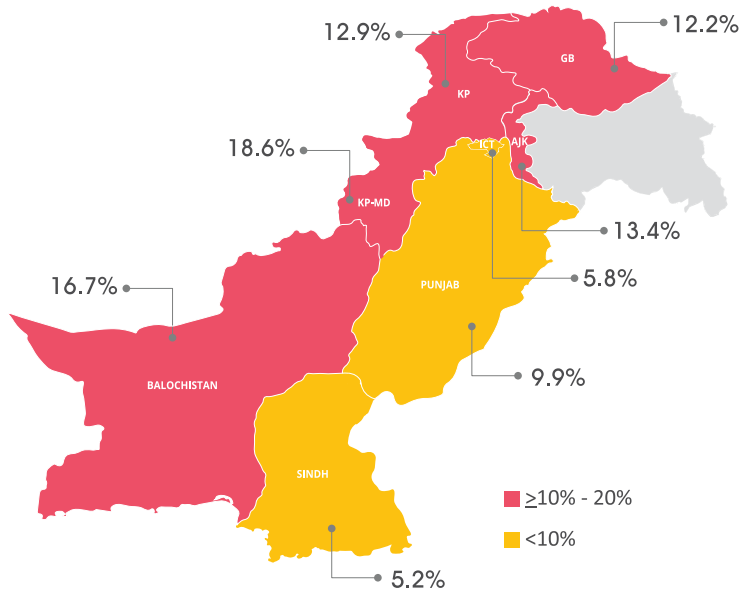 12.9%
12.2%
GB
KP
18.6%
ICT
AJK
KP-MD
13.4%
16.7%
5.8%
PUNJAB
9.9%
BALOCHISTAN
SINDH
≥10% - 20%
<10%
5.2%